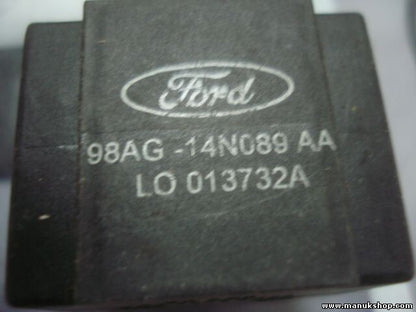 Ford
98AG -14N089 AA
LO 013732A
www.manukshop.com